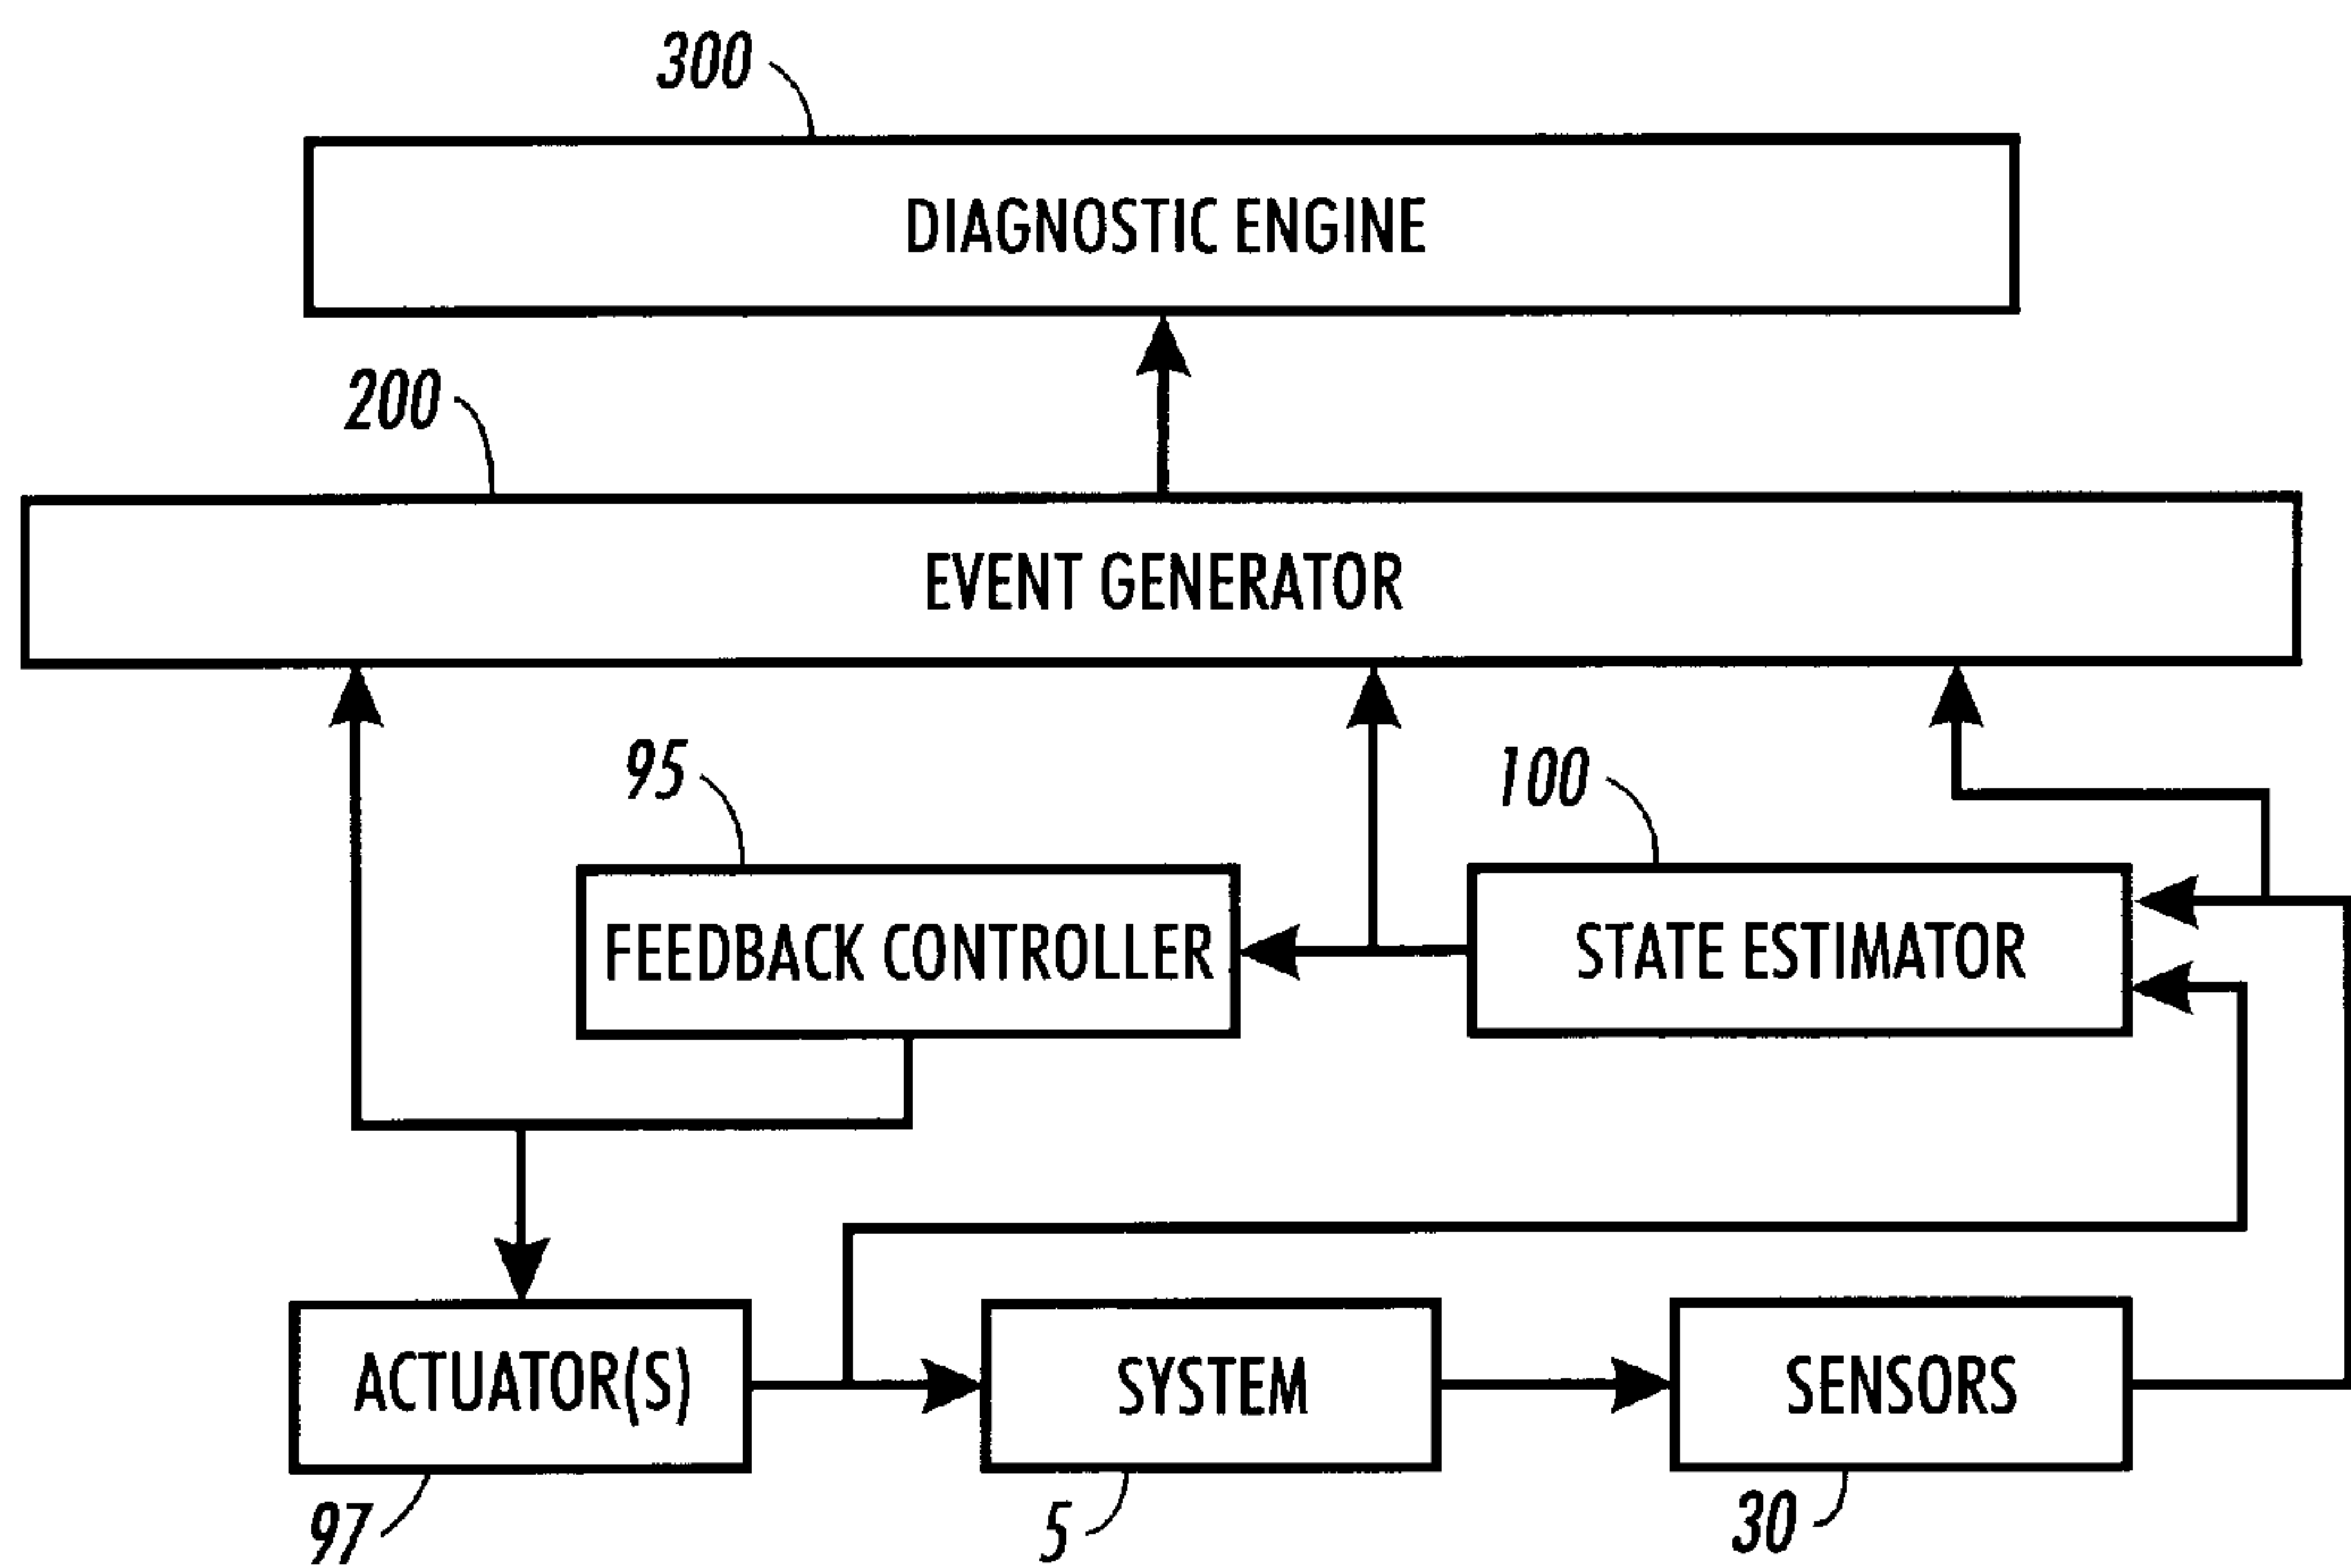 300
DIAGNOSTIC ENGINE
200
EVENT GENERATOR
95
100
FEEDBACK CONTROLLER
STATE ESTIMATOR
ACTUATOR(S)
SYSTEM
SENSORS
97
5
30